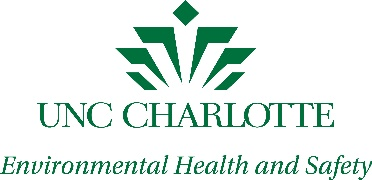 UNC CHARLOTTE
Environmental Health and Safety